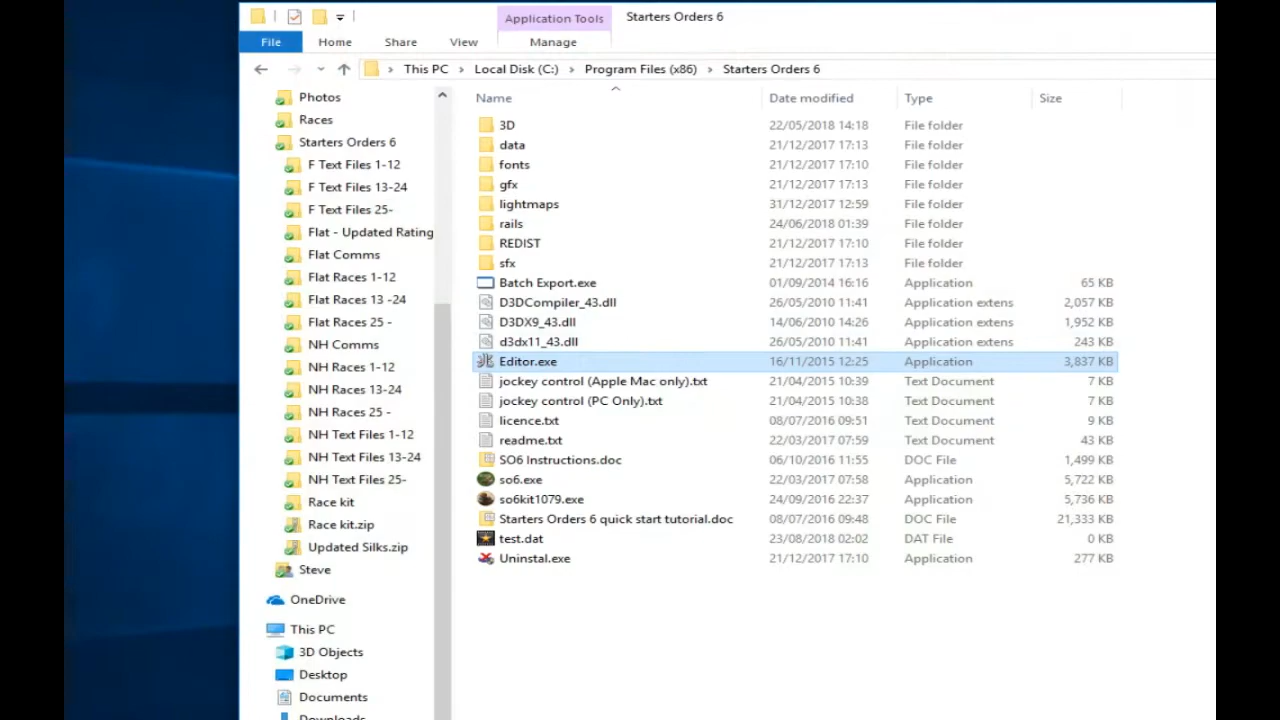 Application Tools
Starters Orders 6
File
Home
Share
View
Manage
This PC
Local Disk (C:)
Program Files (x86)
Starters Orders 6
Photos
Races
Starters Orders 6
F Text Files 1-12
F Text Files 13-24
F Text Files 25-
Flat - Updated Rating
Flat Comms
Flat Races 1-12
Flat Races 13 -24
Flat Races 25 -
NH Comms
NH Races 1-12
NH Races 13-24
NH Races 25 -
NH Text Files 1-12
NH Text Files 13-24
NH Text Files 25-
Race kit
Race kit.zip
Updated Silks.zip
Steve
OneDrive
This PC
3D Objects
Desktop
Documents
Downloads
Name Date modified Type Size
3D 22/05/2018 14:18 File folder
data 21/12/2017 17:13 File folder
fonts 21/12/2017 17:10 File folder
gfx 21/12/2017 17:13 File folder
lightmaps 31/12/2017 12:59 File folder
rails 24/06/2018 01:39 File folder
REDIST 21/12/2017 17:10 File folder
sfx 21/12/2017 17:13 File folder
Batch Export.exe 01/09/2014 16:16 Application 65 KB
D3DCompiler_43.dll 26/05/2010 11:41 Application extens 2,057 KB
D3DX9_43.dll 14/06/2010 14:26 Application extens 1,952 KB
d3dx11_43.dll 26/05/2010 11:41 Application extens 243 KB
Editor.exe 16/11/2015 12:25 Application 3,837 KB
jockey control (Apple Mac only).txt 21/04/2015 10:39 Text Document 7 KB
jockey control (PC Only).txt 21/04/2015 10:38 Text Document 7 KB
licence.txt 08/07/2016 09:51 Text Document 9 KB
readme.txt 22/03/2017 07:59 Text Document 43 KB
SO6 Instructions.doc 06/10/2016 11:55 DOC File 1,499 KB
so6.exe 22/03/2017 07:58 Application 5,722 KB
so6kit1079.exe 24/09/2016 22:37 Application 5,736 KB
Starters Orders 6 quick start tutorial.doc 08/07/2016 09:48 DOC File 21,333 KB
test.dat 23/08/2018 02:02 DAT File 0 KB
Uninstal.exe 21/12/2017 17:10 Application 277 KB